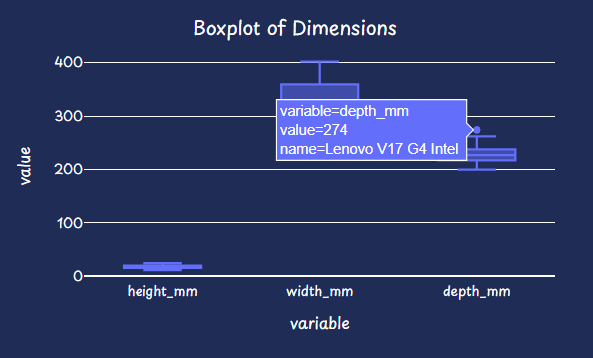 Boxplot of Dimensions
400
300
200
100
0
value
variable=depth_mm
value=274
name=Lenovo V17 G4 Intel
height_mm
width_mm
depth_mm
variable